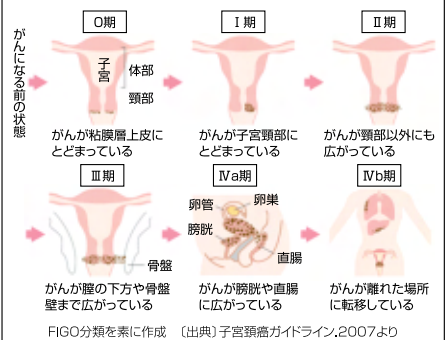 がんになる前の状態
0期
子宮
体部
頸部
がんが粘膜層上皮に
とどまっている
Ⅰ期
がんが子宮頸部に
とどまっている
Ⅱ期
がんが頸部以外にも
広がっている
Ⅲ期
骨盤
がんが膣の下方や骨盤
壁まで広がっている
Ⅳa期
卵管
卵巣
膀胱
直腸
がんが膀胱や直腸
に広がっている
Ⅳb期
がんが離れた場所
に転移している
FIGO分類を素に作成 〔出典〕子宮頚癌ガイドライン.2007より